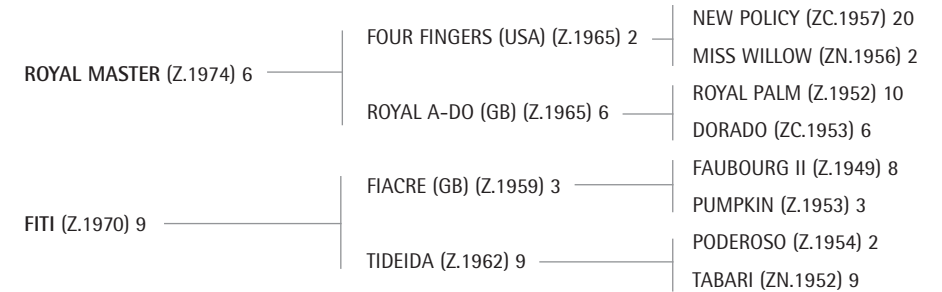 ROYAL MASTER (Z.1974) 6
FITI (Z.1970) 9
FOUR FINGERS (USA) (Z.1965) 2
ROYAL A-DO (GB) (Z.1965) 6
FIACRE (GB) (Z.1959) 3
TIDEIDA (Z.1962) 9
NEW POLICY (ZC.1957) 20
MISS WILLOW (ZN.1956) 2
ROYAL PALM (Z.1952) 10
DORADO (ZC.1953) 6
FAUBOURG II (Z.1949) 8
PUMPKIN (Z.1953) 3
PODEROSO (Z.1954) 2
TABARI (ZN.1952) 9